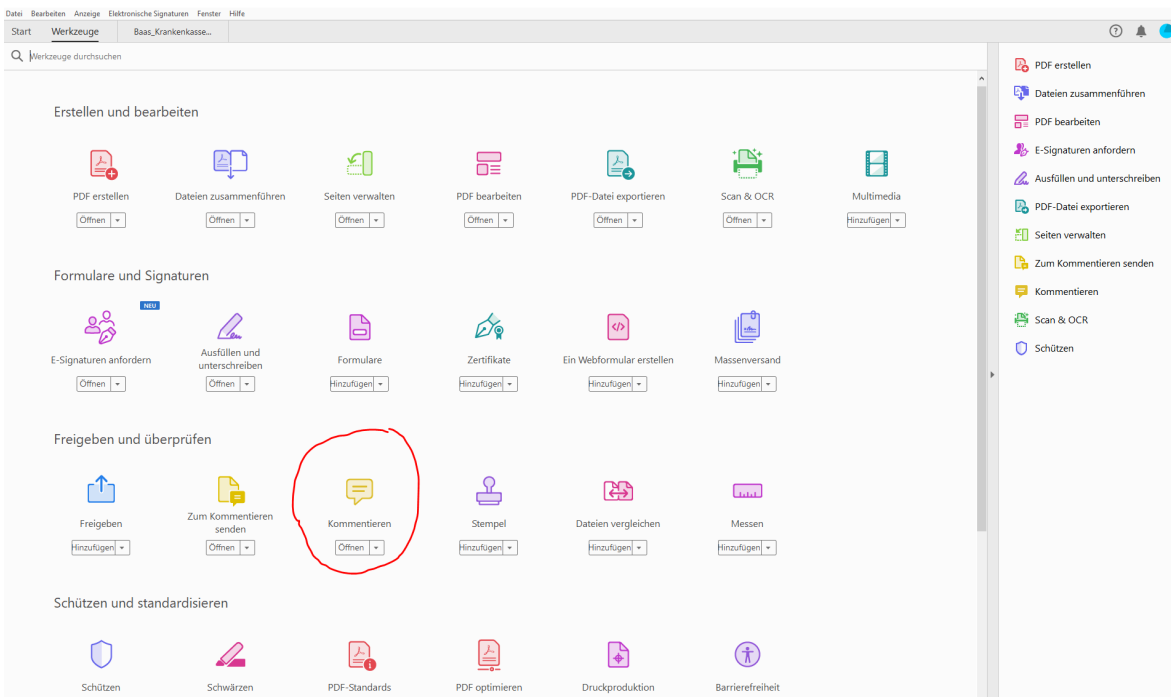 Datei Bearbeiten Anzeige Elektronische Signaturen Fenster Hilfe
Start Werkzeuge Baas_Krankenkasse...
Werkzeuge durchsuchen
Erstellen und bearbeiten
PDF erstellen Dateien zusammenführen Seiten verwalten PDF bearbeiten PDF-Datei exportieren Scan & OCR Multimedia
Öffnen Öffnen Öffnen Öffnen Öffnen Öffnen Hinzufügen
Formulare und Signaturen
NEU
E-Signaturen anfordern Ausfüllen und unterschreiben Formulare Zertifikate Ein Webformular erstellen Massenversand
Öffnen Öffnen Hinzufügen Hinzufügen Hinzufügen Hinzufügen
Freigeben und überprüfen
Freigeben Zum Kommentieren senden Kommentieren Stempel Dateien vergleichen Messen
Hinzufügen Öffnen Öffnen Hinzufügen Hinzufügen Hinzufügen
Schützen und standardisieren
Schützen Schwärzen PDF-Standards PDF optimieren Druckproduktion Barrierefreiheit
PDF erstellen
Dateien zusammenführen
PDF bearbeiten
E-Signaturen anfordern
Ausfüllen und unterschreiben
PDF-Datei exportieren
Seiten verwalten
Zum Kommentieren senden
Kommentieren
Scan & OCR
Schützen